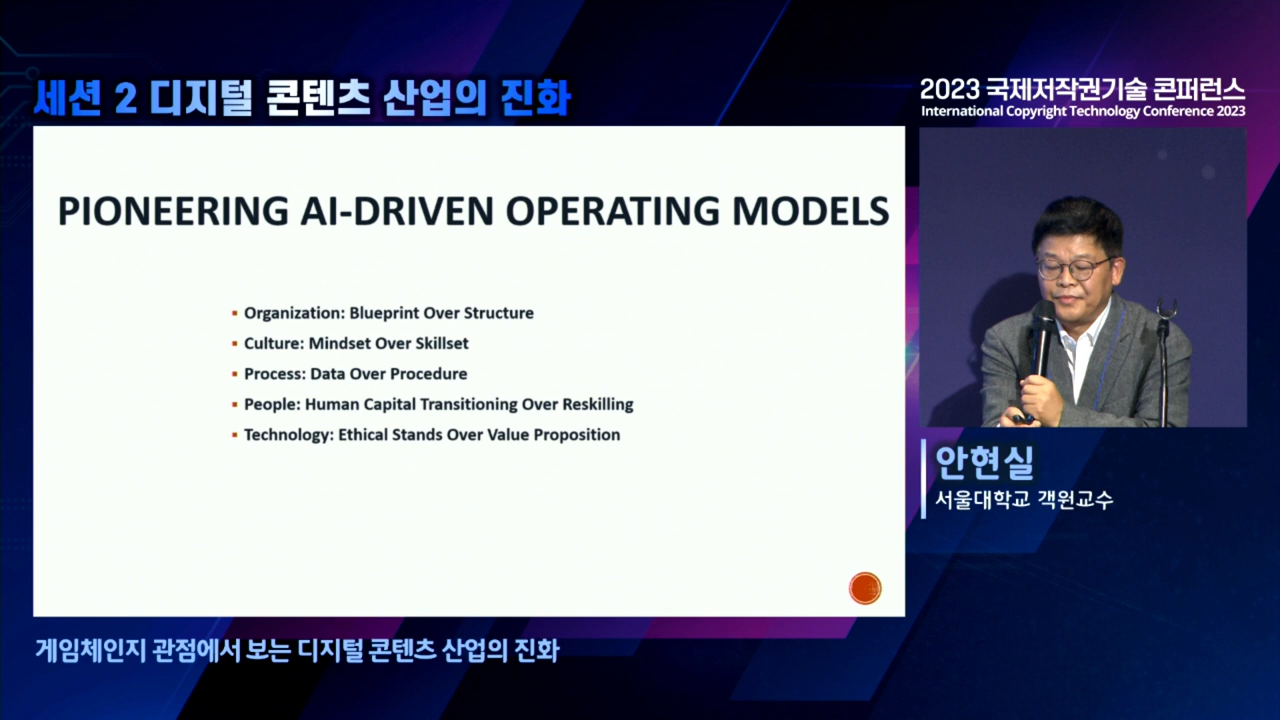 세션 2 디지털 콘텐츠 산업의 진화
2023 국제저작권기술 콘퍼런스
International Copyright Technology Conference 2023
PIONEERING AI-DRIVEN OPERATING MODELS
▪ Organization: Blueprint Over Structure
▪ Culture: Mindset Over Skillset
▪ Process: Data Over Procedure
▪ People: Human Capital Transitioning Over Reskilling
▪ Technology: Ethical Stands Over Value Proposition
안현실
서울대학교 객원교수
게임체인지 관점에서 보는 디지털 콘텐츠 산업의 진화